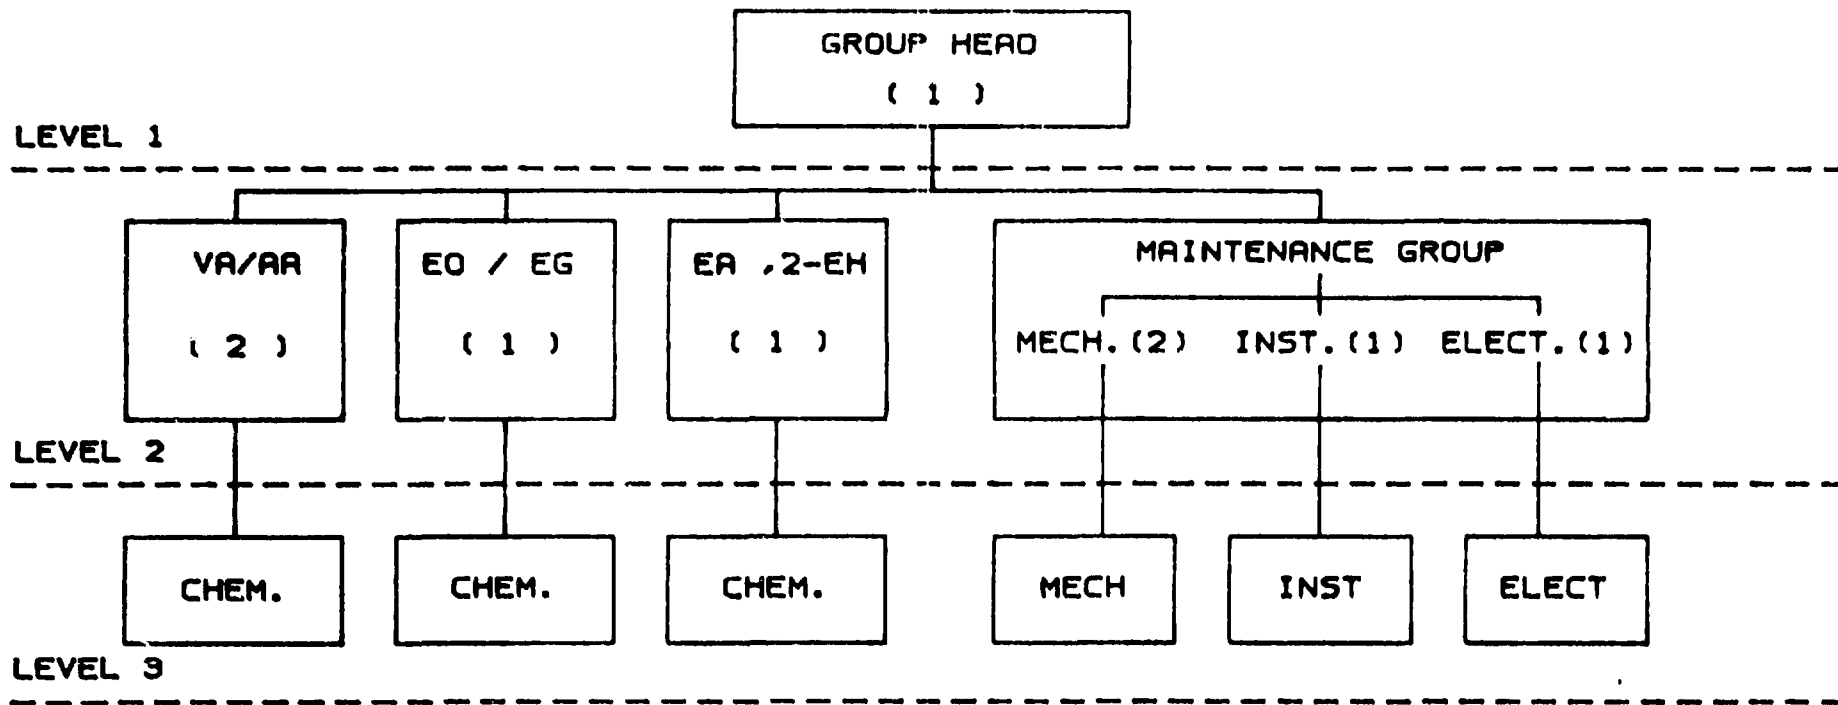 GROUP HEAD
( 1 )
LEVEL 1
VA/AA
( 2 )
EO / EG
( 1 )
EA ,2-EH
( 1 )
MAINTENANCE GROUP
MECH.(2) INST.(1) ELECT.(1)
LEVEL 2
CHEM.
CHEM.
CHEM.
MECH
INST
ELECT
LEVEL 3